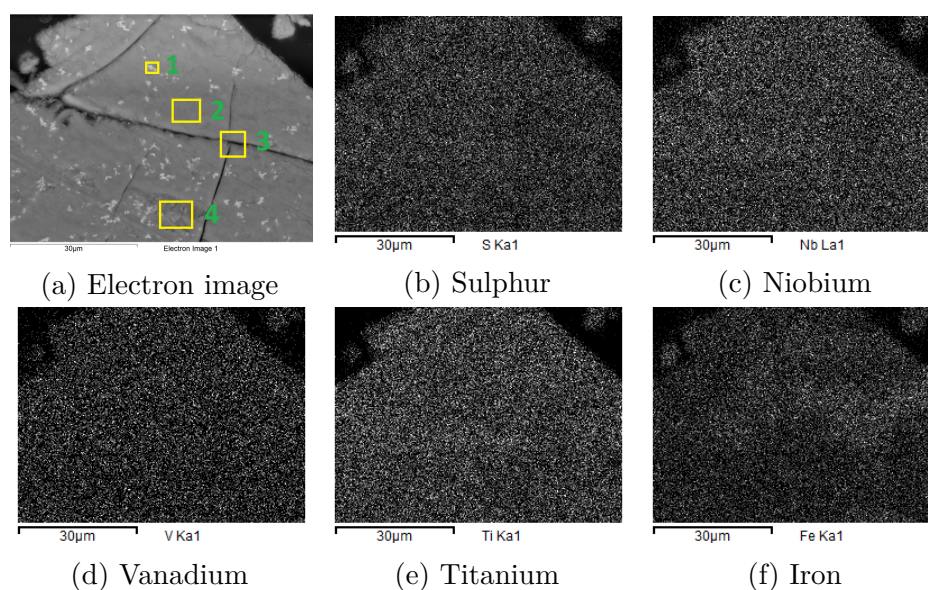 1
2
3
4
30µm Electron Image 1
30µm S Ka1
30µm Nb La1
(a) Electron image
(b) Sulphur
(c) Niobium
30µm V Ka1
30µm Ti Ka1
30µm Fe Ka1
(d) Vanadium
(e) Titanium
(f) Iron